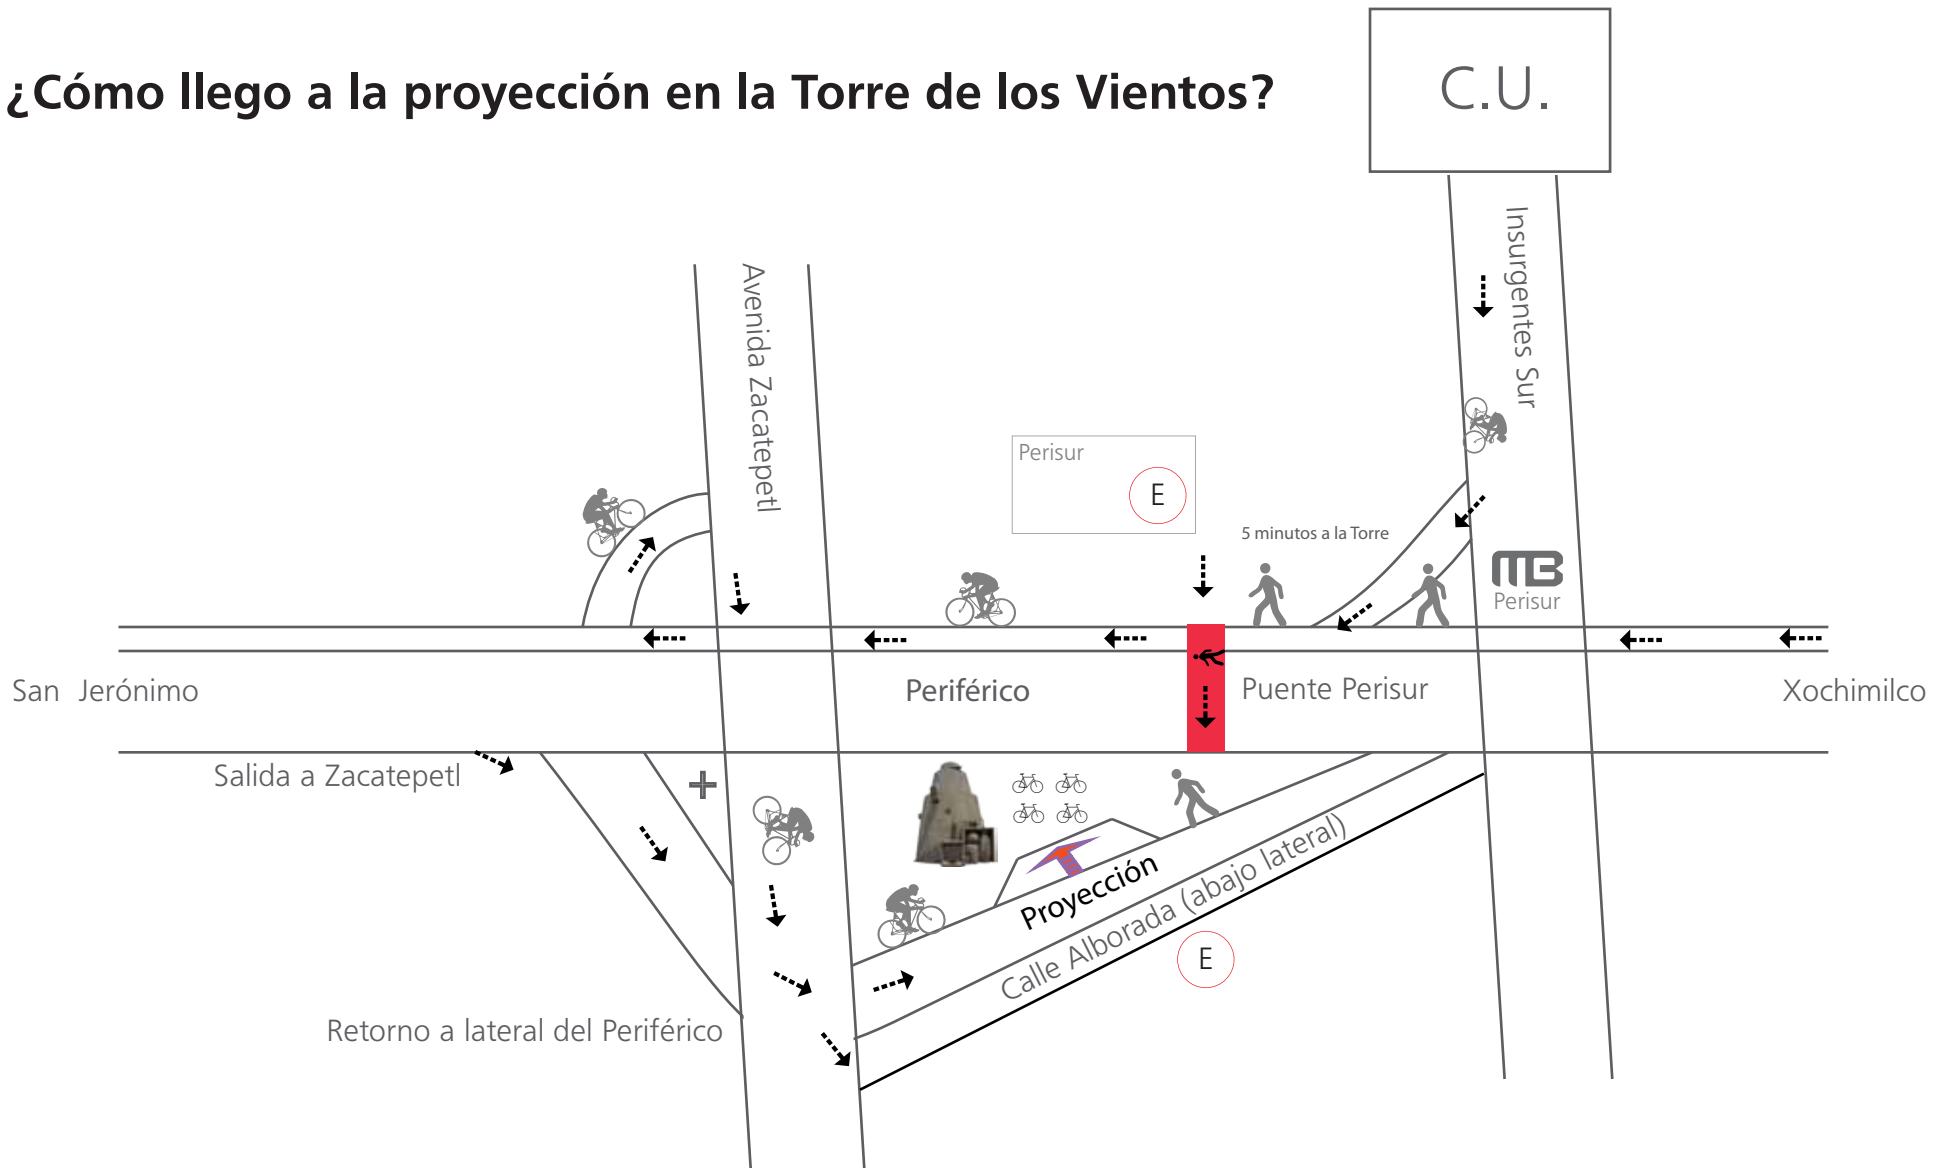 ¿Cómo llego a la proyección en la Torre de los Vientos?
C.U.
Insurgentes Sur
Avenida Zacatepetl
Perisur
E
5 minutos a la Torre
MB
Perisur
San Jerónimo
Periférico
Puente Perisur
Xochimilco
Salida a Zacatepetl
Proyección
Calle Alborada (abajo lateral)
E
Retorno a lateral del Periférico